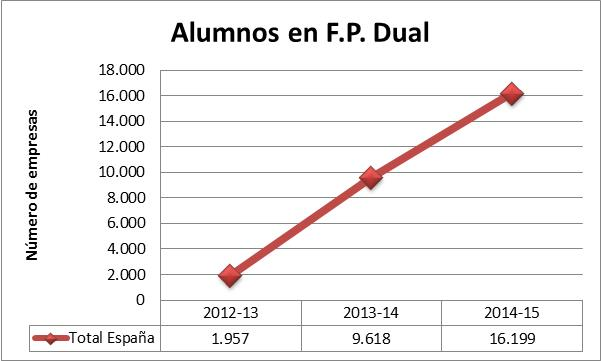 Alumnos en F.P. Dual
Número de empresas
18.000
16.000
14.000
12.000
10.000
8.000
6.000
4.000
2.000
0
2012-13 2013-14 2014-15
Total España 1.957 9.618 16.199